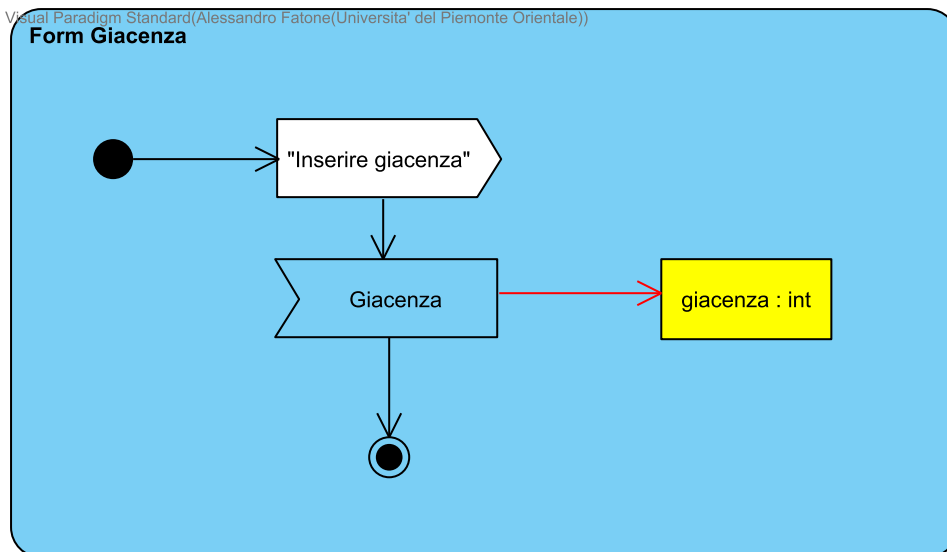 Visual Paradigm Standard(Alessandro Fatone(Universita' del Piemonte Orientale))
Form Giacenza
"Inserire giacenza"
Giacenza
giacenza : int